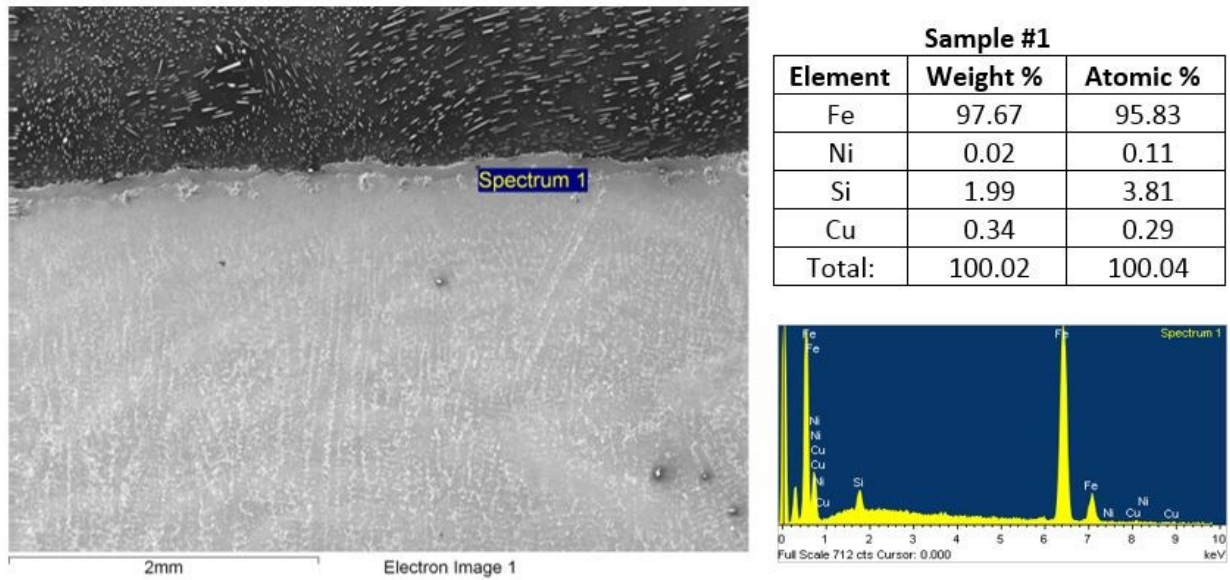 Spectrum 1
2mm
Electron Image 1
Sample #1
Element Weight % Atomic %
Fe 97.67 95.83
Ni 0.02 0.11
Si 1.99 3.81
Cu 0.34 0.29
Total: 100.02 100.04
Spectrum 1
Fe Fe
Fe
Ni
Ni
Cu
Cu
Ni
Si Fe
Cu Ni Cu Ni Cu
0 1 2 3 4 5 6 7 8 9 10
Full Scale 712 cts Cursor: 0.000 keV